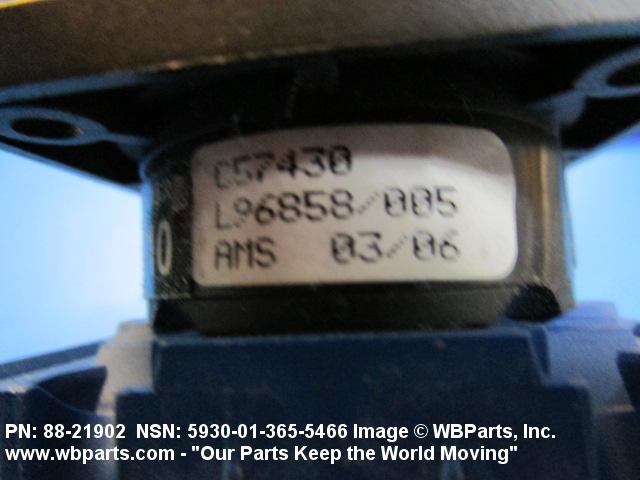 C57430
L96858/005
AMS 03/06
PN: 88-21902 NSN: 5930-01-365-5466 Image © WBParts, Inc.
www.wbparts.com - "Our Parts Keep the World Moving"